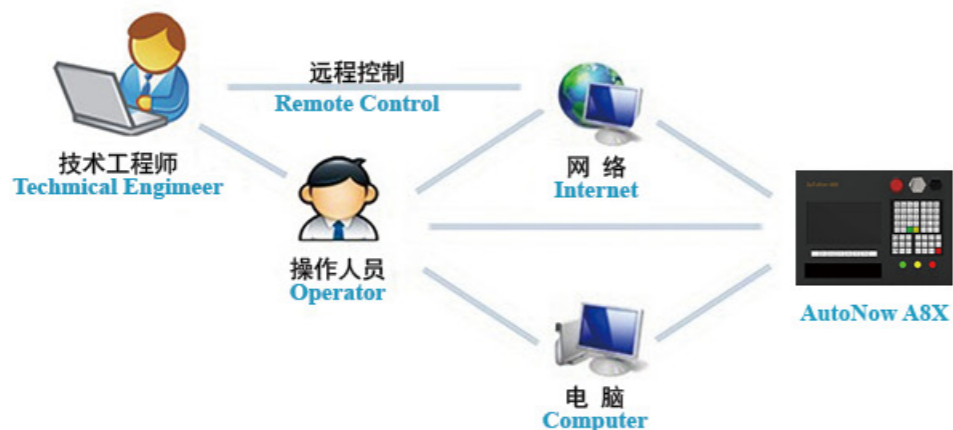 远程控制
Remote Control
技术工程师
Technical Engimeer
网 络
Internet
操作人员
Operator
AutoNow A8X
电 脑
Computer